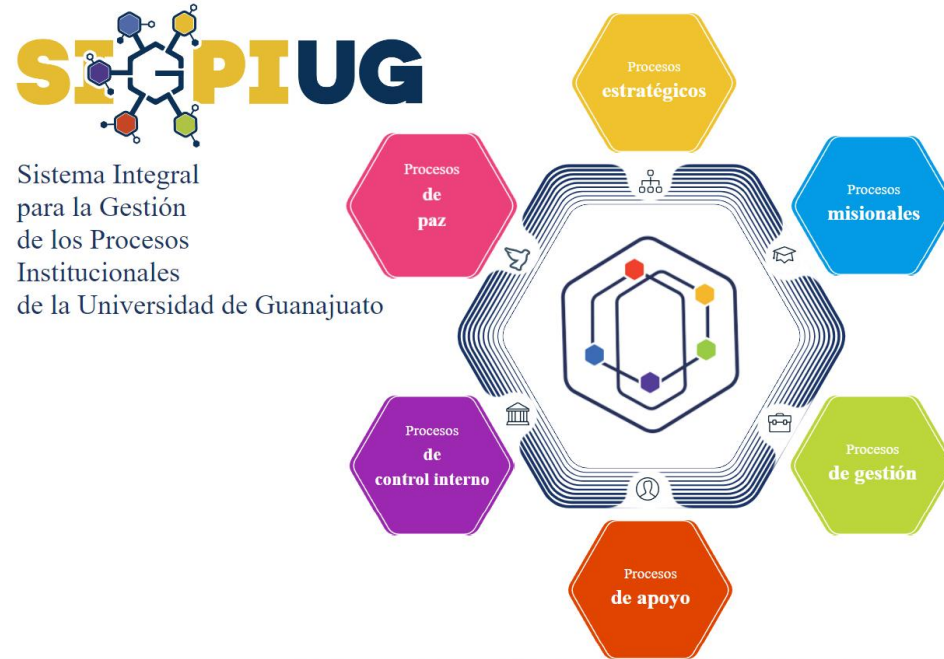 SIGPIUG
Sistema Integral
para la Gestión
de los Procesos
Institucionales
de la Universidad de Guanajuato
Procesos
estratégicos
Procesos
de
paz
Procesos
misionales
Procesos
de
control interno
Procesos
de gestión
Procesos
de apoyo